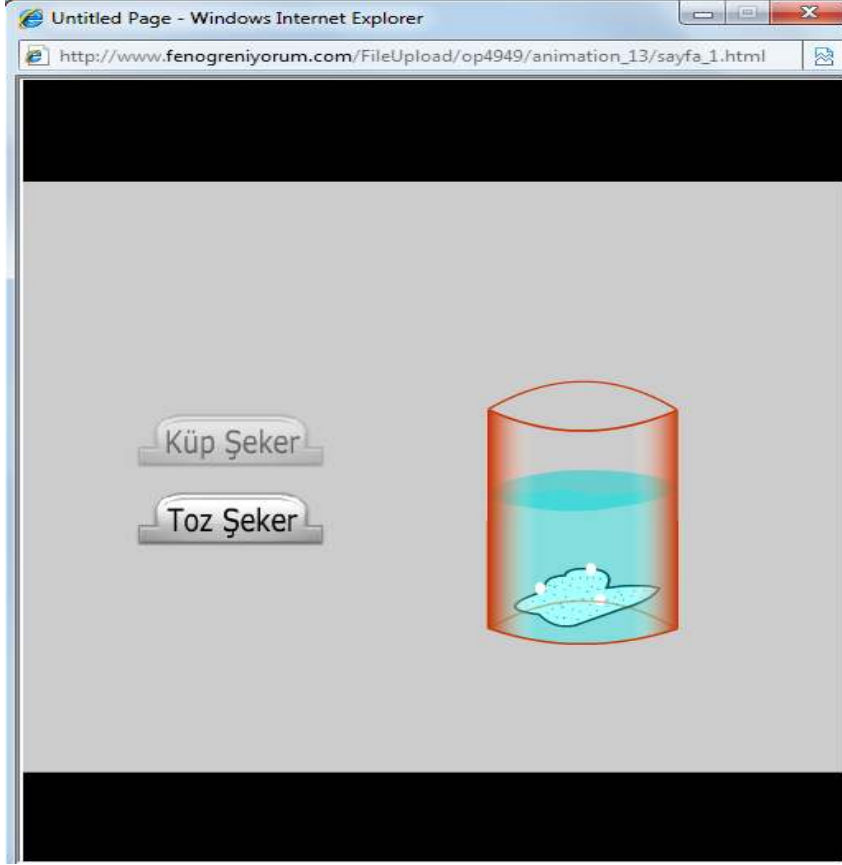 Untitled Page - Windows Internet Explorer
http://www.fenogreniyorum.com/FileUpload/op4949/animation_13/sayfa_1.html
Küp Şeker
Toz Şeker